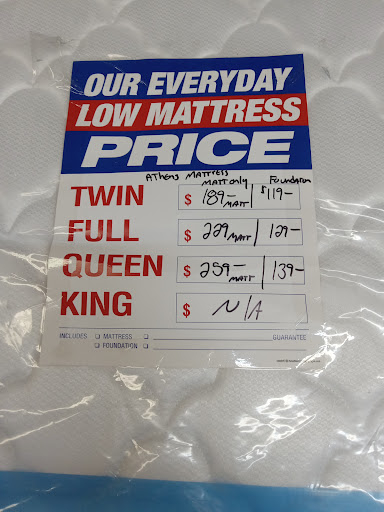 OUR EVERYDAY
LOW MATTRESS
PRICE
Athens Mattress
Matt only Foundation
TWIN $ 189- Matt $119-
FULL $ 229 Matt 129-
QUEEN $ 259- Matt 139-
KING $ N/A
INCLUDES ☐ MATTRESS ☐ GUARANTEE
☐ FOUNDATION ☐